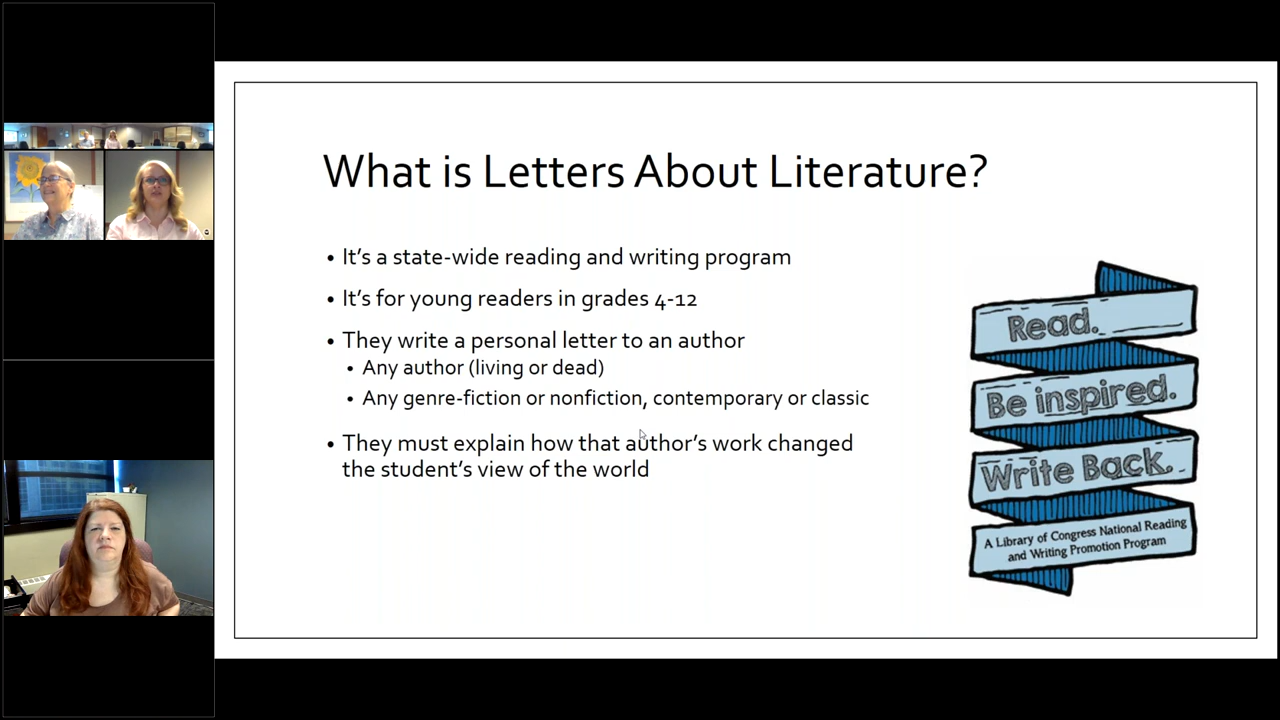 What is Letters About Literature?
• It's a state-wide reading and writing program
• It's for young readers in grades 4-12
• They write a personal letter to an author
• Any author (living or dead)
• Any genre-fiction or nonfiction, contemporary or classic
• They must explain how that author's work changed
the student's view of the world
Read.
Be inspired.
Write Back.
A Library of Congress National Reading
and Writing Promotion Program